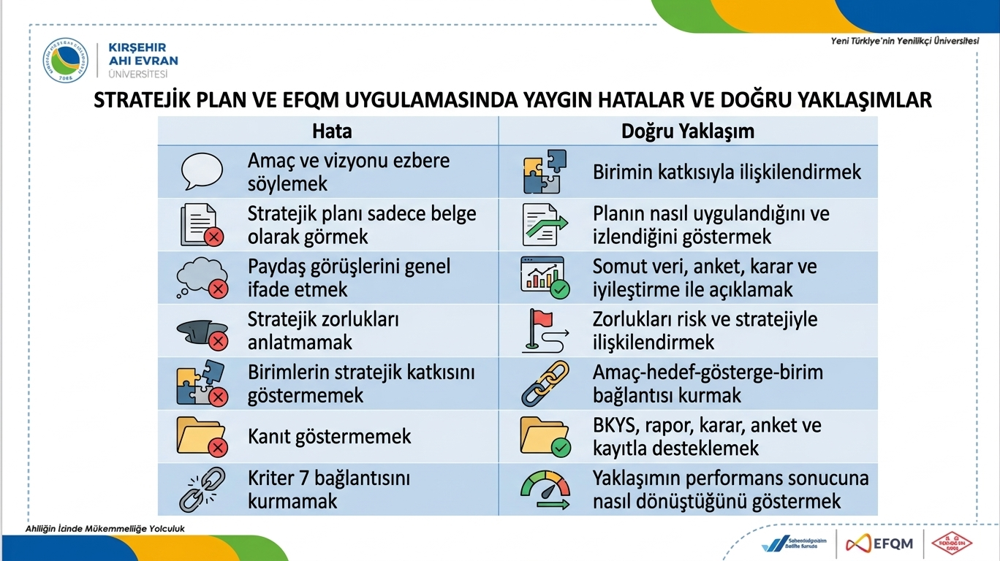 Yeni Türkiye'nin Yenilikçi Üniversitesi
KIRŞEHİR
AHI EVRAN
ÜNİVERSİTESİ
STRATEJİK PLAN VE EFQM UYGULAMASINDA YAYGIN HATALAR VE DOĞRU YAKLAŞIMLAR
Hata
Doğru Yaklaşım
Amaç ve vizyonu ezbere
söylemek
Birimin katkısıyla ilişkilendirmek
Stratejik planı sadece belge
olarak görmek
Planın nasıl uygulandığını ve
izlendiğini göstermek
Paydaş görüşlerini genel
ifade etmek
Somut veri, anket, karar ve
iyileştirme ile açıklamak
Stratejik zorlukları
anlatmamak
Zorlukları risk ve stratejiyle
ilişkilendirmek
Birimlerin stratejik katkısını
göstermemek
Amaç-hedef-gösterge-birim
bağlantısı kurmak
Kanıt göstermemek
BKYS, rapor, karar, anket ve
kayıtla desteklemek
Kriter 7 bağlantısını
kurmamak
Yaklaşımın performans sonucuna
nasıl dönüştüğünü göstermek
Ahiliğin İzinde Mükemmelliğe Yolculuk
EFQM